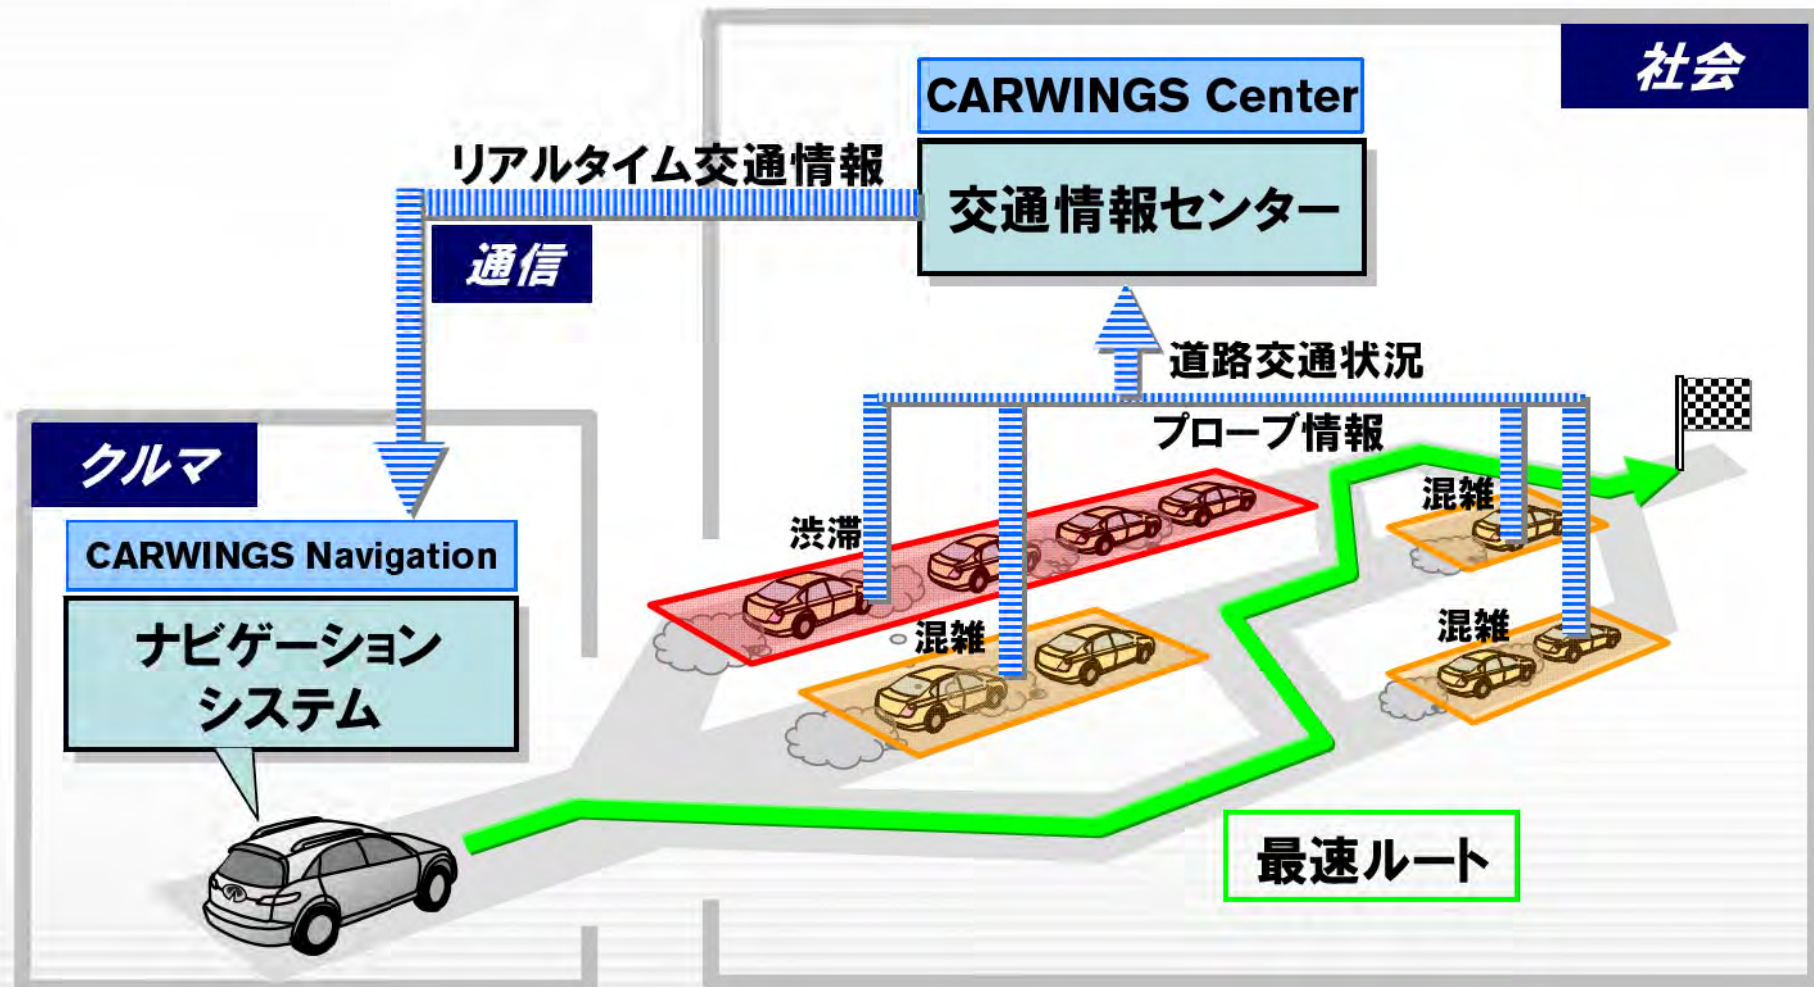 社会
CARWINGS Center
交通情報センター
リアルタイム交通情報
通信
道路交通状況
プローブ情報
クルマ
CARWINGS Navigation
ナビゲーション
システム
渋滞
混雑
混雑
混雑
最速ルート